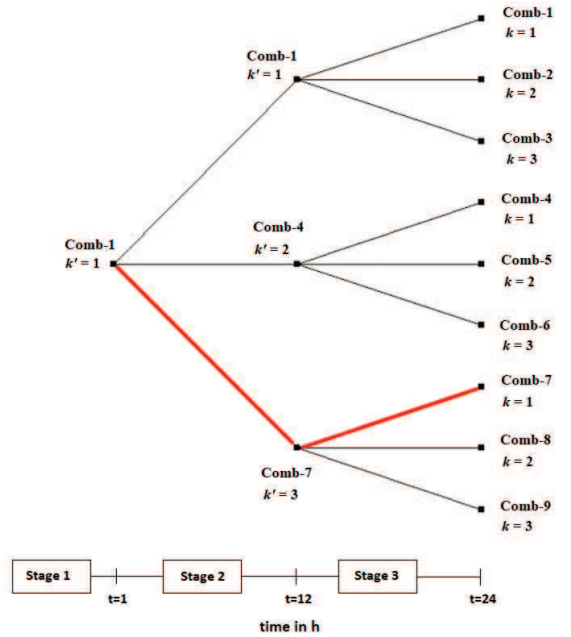 Comb-1
k = 1
Comb-1
k' = 1
Comb-2
k = 2
Comb-3
k = 3
Comb-4
k = 1
Comb-4
k' = 2
Comb-1
k' = 1
Comb-5
k = 2
Comb-6
k = 3
Comb-7
k = 1
Comb-8
k = 2
Comb-7
k' = 3
Comb-9
k = 3
Stage 1
Stage 2
Stage 3
t=1
t=12
t=24
time in h